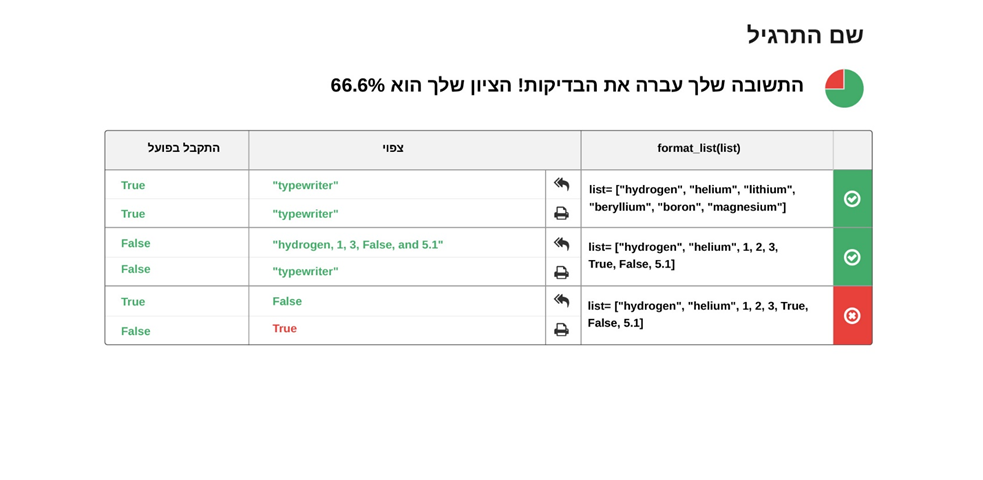 שם התרגיל
התשובה שלך עברה את הבדיקות! הציון שלך הוא 66.6%
format_list(list)
צפוי
התקבל בפועל
list= ["hydrogen", "helium", "lithium",
"beryllium", "boron", "magnesium"]
"typewriter"
True
"typewriter"
True
list= ["hydrogen", "helium", 1, 2, 3,
True, False, 5.1]
"hydrogen, 1, 3, False, and 5.1"
False
"typewriter"
False
list= ["hydrogen", "helium", 1, 2, 3, True,
False, 5.1]
False
True
True
False